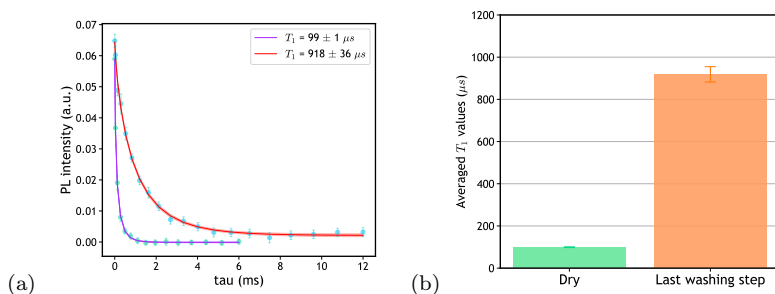 0.07
0.06
0.05
0.04
0.03
0.02
0.01
0.00
PL intensity (a.u.)
T₁ = 99 ± 1 μs
T₁ = 918 ± 36 μs
0 2 4 6 8 10 12
tau (ms)
(a)
1200
1000
800
600
400
200
0
Averaged T₁ values (μs)
Dry Last washing step
(b)